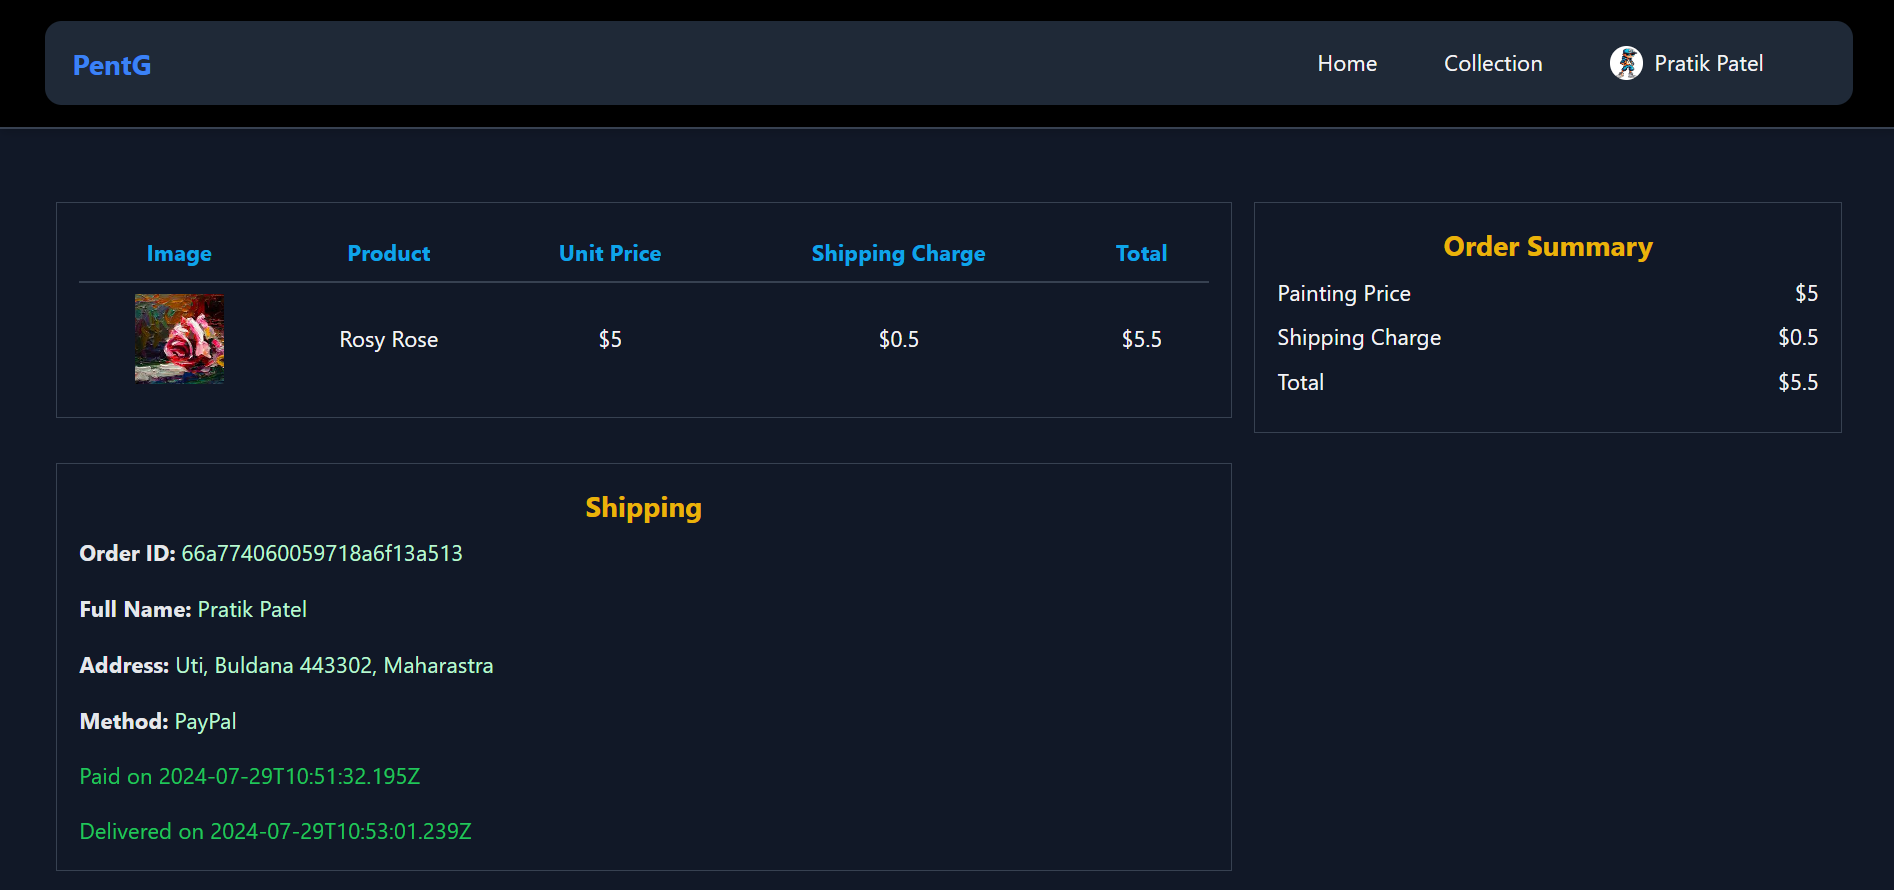 PentG
Home Collection Pratik Patel
Image Product Unit Price Shipping Charge Total
Rosy Rose $5 $0.5 $5.5
Order Summary
Painting Price $5
Shipping Charge $0.5
Total $5.5
Shipping
Order ID: 66a774060059718a6f13a513
Full Name: Pratik Patel
Address: Uti, Buldana 443302, Maharastra
Method: PayPal
Paid on 2024-07-29T10:51:32.195Z
Delivered on 2024-07-29T10:53:01.239Z